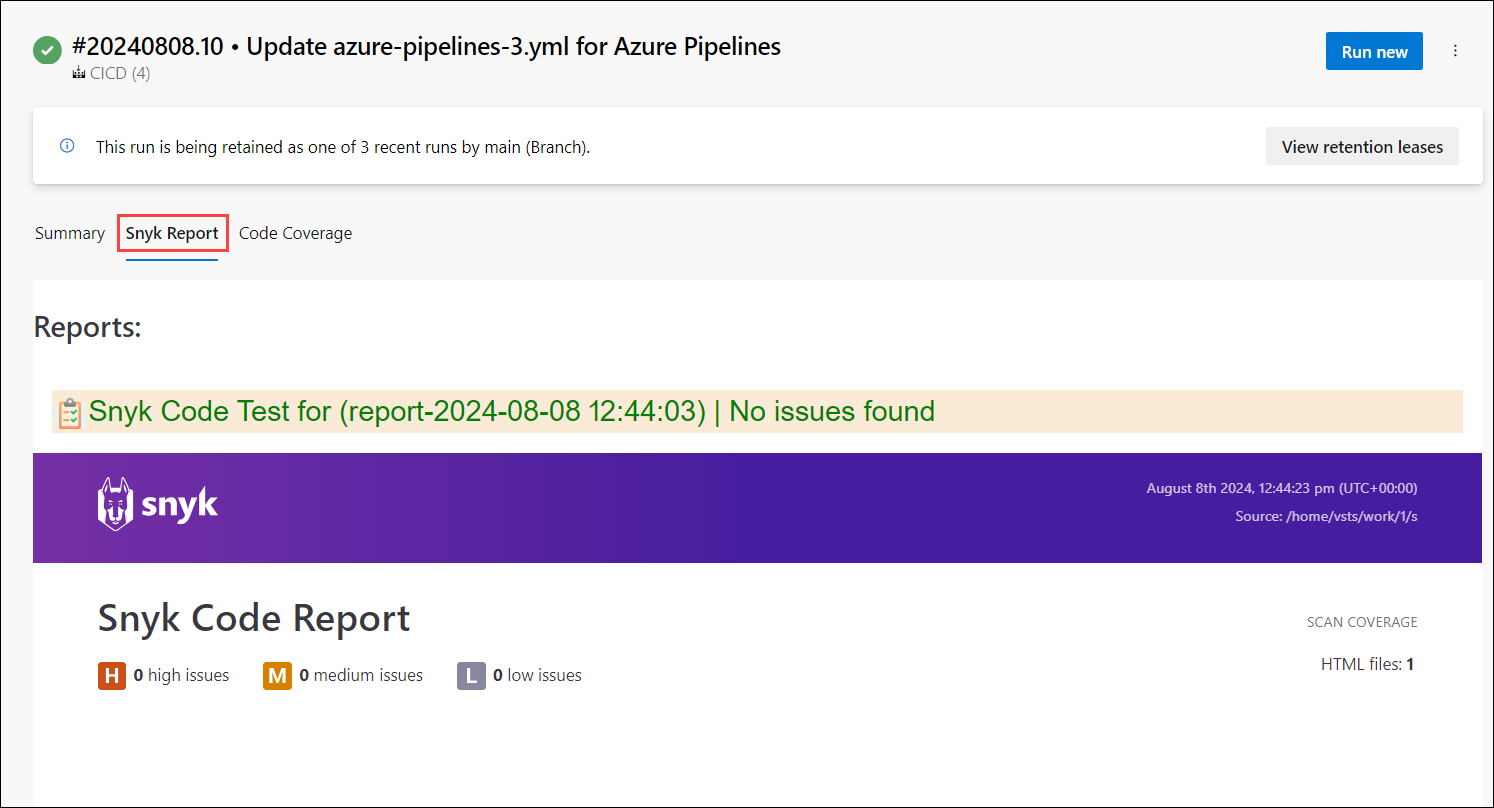 #20240808.10 • Update azure-pipelines-3.yml for Azure Pipelines
CICD (4)
Run new
This run is being retained as one of 3 recent runs by main (Branch).
View retention leases
Summary
Snyk Report
Code Coverage
Reports:
Snyk Code Test for (report-2024-08-08 12:44:03) | No issues found
snyk
August 8th 2024, 12:44:23 pm (UTC+00:00)
Source: /home/vsts/work/1/s
Snyk Code Report
SCAN COVERAGE
HTML files: 1
H 0 high issues
M 0 medium issues
L 0 low issues